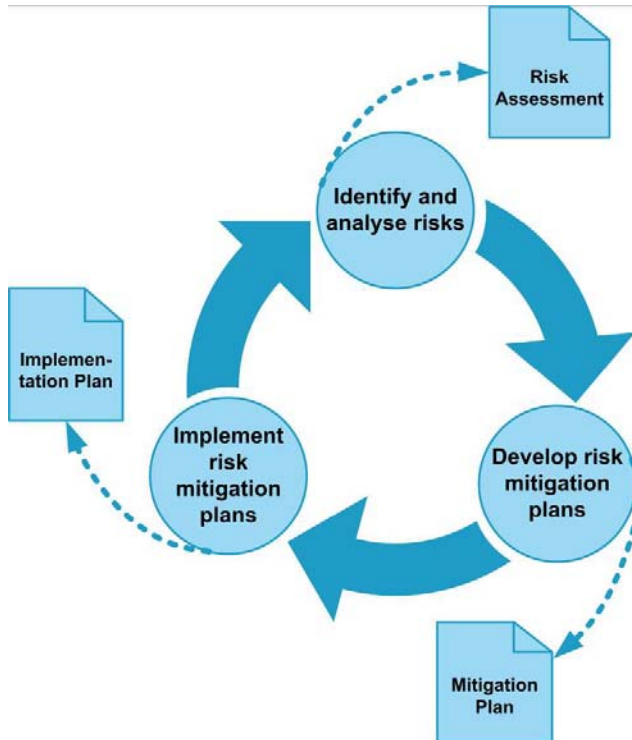 Risk
Assessment
Identify and
analyse risks
Implemen-
tation Plan
Implement
risk
mitigation
plans
Develop risk
mitigation
plans
Mitigation
Plan